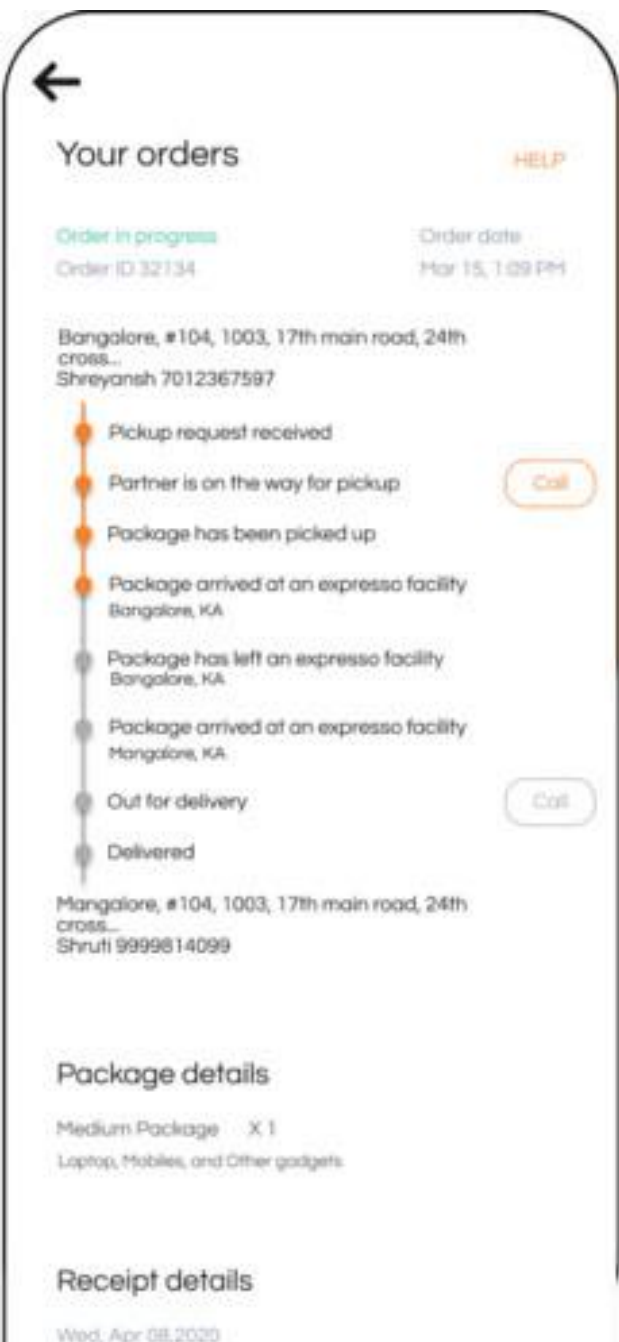 Your orders
HELP
Order in progress
Order date
Order ID 32134
Mar 15, 1:09 PM
Bangalore, #104, 1003, 17th main road, 24th
cross...
Shreyansh 7012367597
Pickup request received
Partner is on the way for pickup
Call
Package has been picked up
Package arrived at an expresso facility
Bangalore, KA
Package has left an expresso facility
Bangalore, KA
Package arrived at an expresso facility
Mangalore, KA
Out for delivery
Call
Delivered
Mangalore, #104, 1003, 17th main road, 24th
cross...
Shruti 9999814099
Package details
Medium Package X 1
Laptop, Mobiles, and Other gadgets
Receipt details
Wed, Apr 08,2020